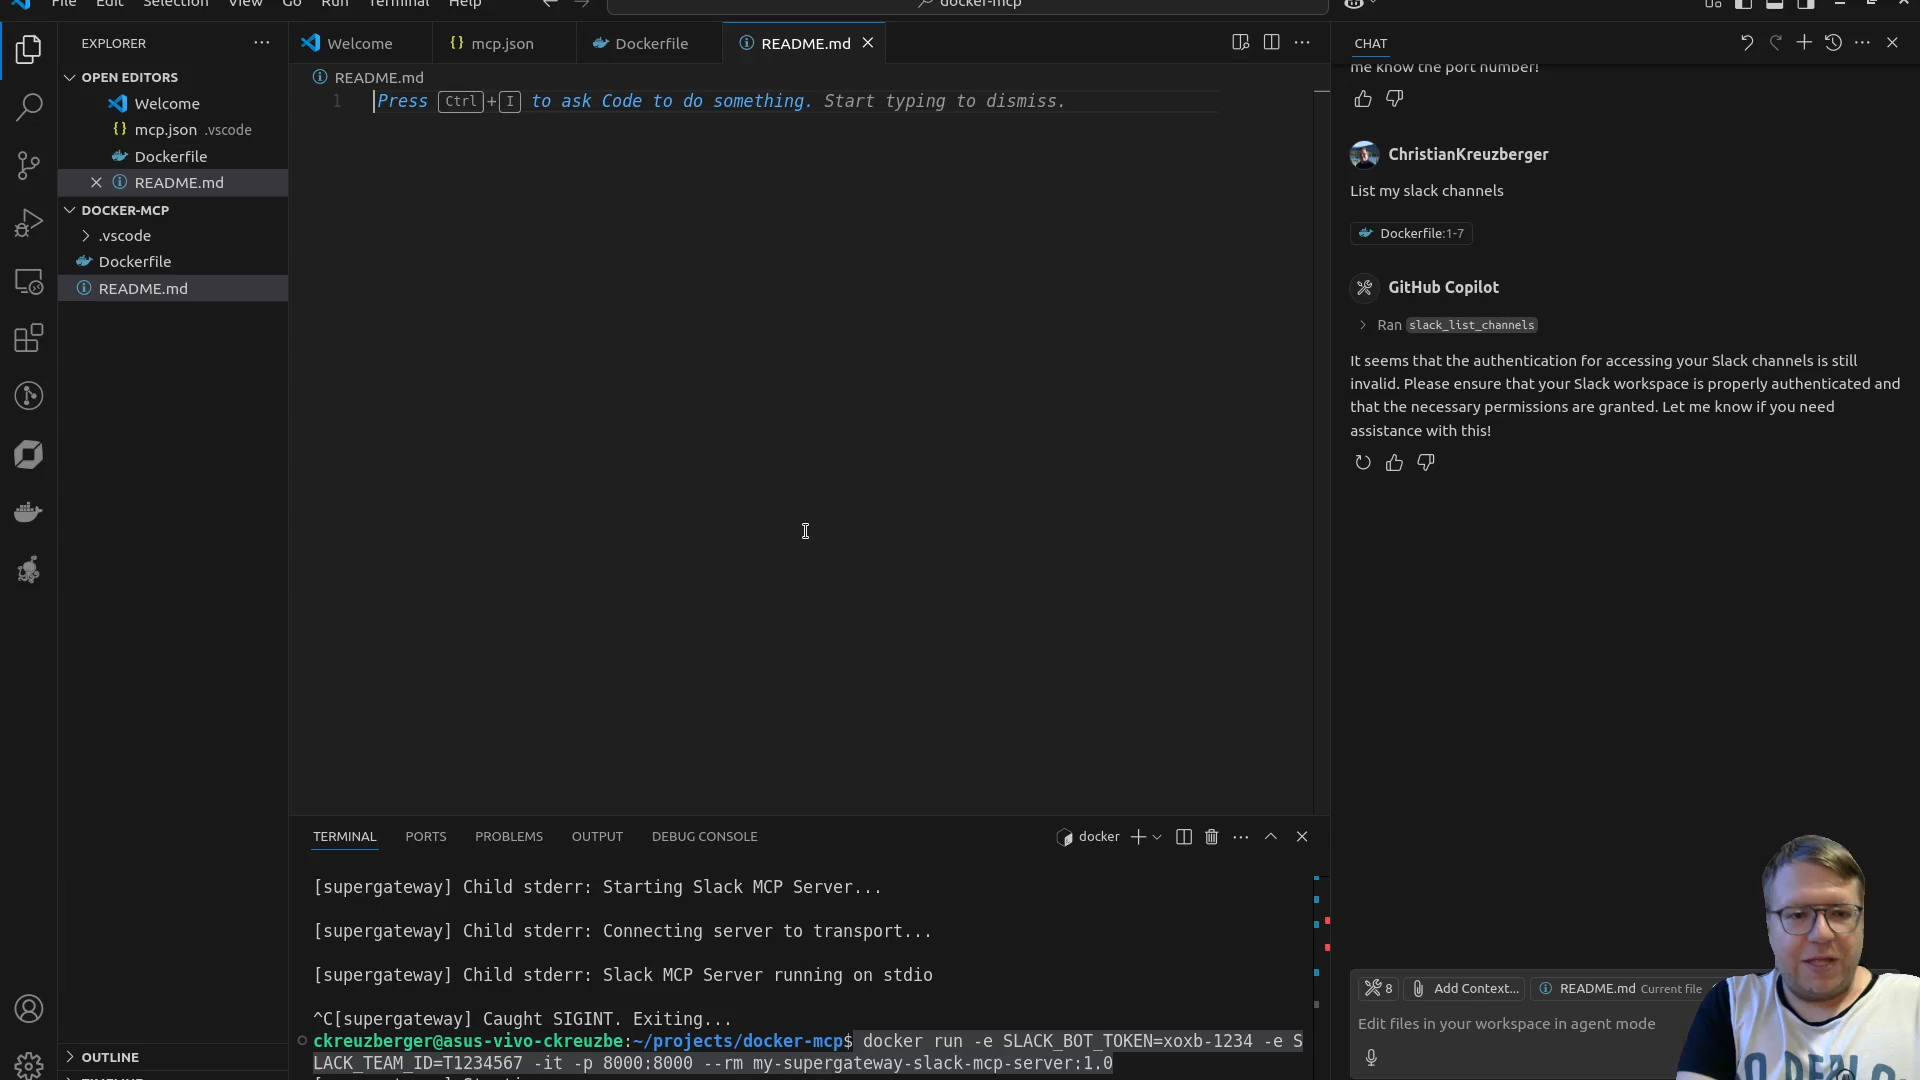 File Edit Selection View Go Run Terminal Help docker-mcp
EXPLORER
OPEN EDITORS
Welcome
mcp.json .vscode
Dockerfile
README.md
DOCKER-MCP
.vscode
Dockerfile
README.md
OUTLINE
Welcome mcp.json Dockerfile README.md
README.md
1 Press Ctrl+I to ask Code to do something. Start typing to dismiss.
TERMINAL PORTS PROBLEMS OUTPUT DEBUG CONSOLE docker
[supergateway] Child stderr: Starting Slack MCP Server...
[supergateway] Child stderr: Connecting server to transport...
[supergateway] Child stderr: Slack MCP Server running on stdio
^C[supergateway] Caught SIGINT. Exiting...
ckreuzberger@asus-vivo-ckreuzbe:~/projects/docker-mcp$ docker run -e SLACK_BOT_TOKEN=xoxb-1234 -e S
LACK_TEAM_ID=T1234567 -it -p 8000:8000 --rm my-supergateway-slack-mcp-server:1.0
CHAT
me know the port number!
ChristianKreuzberger
List my slack channels
Dockerfile:1-7
GitHub Copilot
Ran slack_list_channels
It seems that the authentication for accessing your Slack channels is still
invalid. Please ensure that your Slack workspace is properly authenticated and
that the necessary permissions are granted. Let me know if you need
assistance with this!
8 Add Context... README.md Current file
Edit files in your workspace in agent mode